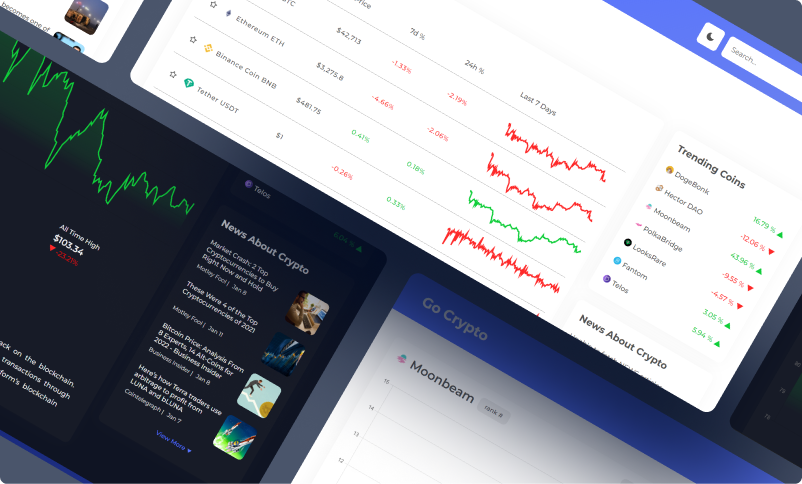 becomes one of
7d %
24h %
Last 7 Days
$42,713
-1.33%
-2.19%
Ethereum ETH
$3,275.8
-4.66%
-2.06%
Binance Coin BNB
$481.75
0.41%
0.18%
Tether USDT
$1
-0.26%
0.33%
Search...
Trending Coins
DogeBonk
16.79 %
Hector DAO
-12.06 %
Moonbeam
43.96 %
PolkaBridge
-9.55 %
LooksRare
-4.57 %
Fantom
3.05 %
Telos
5.94 %
News About Crypto
All Time High
$103.34
-23.27%
ack on the blockchain.
transactions through
form's blockchain
Telos
News About Crypto
Market Crash: 2 Top
Cryptocurrencies to Buy
Right Now and Hold
Motley Fool | Jan 8
These Were 4 of the Top
Cryptocurrencies of 2021
Motley Fool | Jan 11
Bitcoin Price: Analysis From
8 Experts, 14 Alt-Coins for
2022 - Business Insider
Business Insider | Jan 8
Here's how Terra traders use
arbitrage to profit from
LUNA and bLUNA
Cointelegraph | Jan 7
View More
Go Crypto
Moonbeam
rank #
15
14
13
12